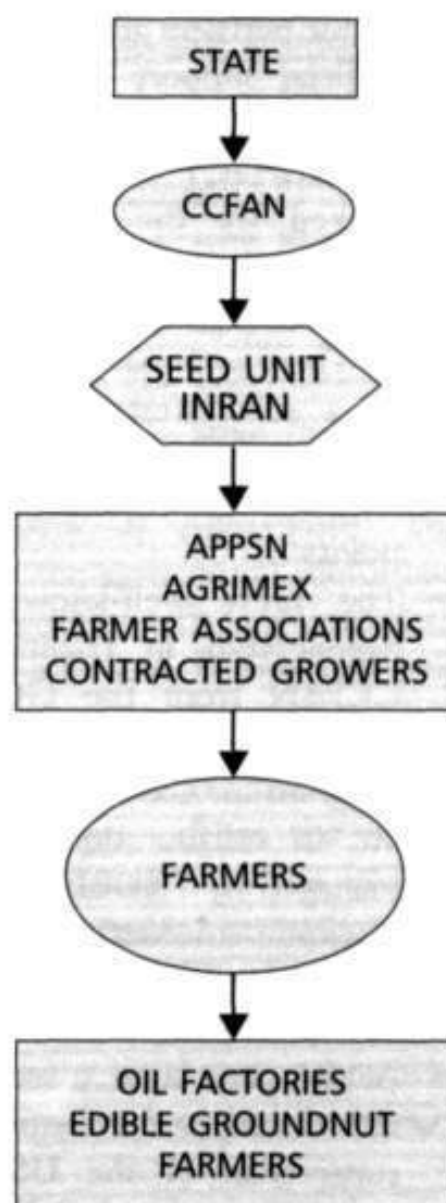 STATE
CCFAN
SEED UNIT
INRAN
APPSN
AGRIMEX
FARMER ASSOCIATIONS
CONTRACTED GROWERS
FARMERS
OIL FACTORIES
EDIBLE GROUNDNUT
FARMERS